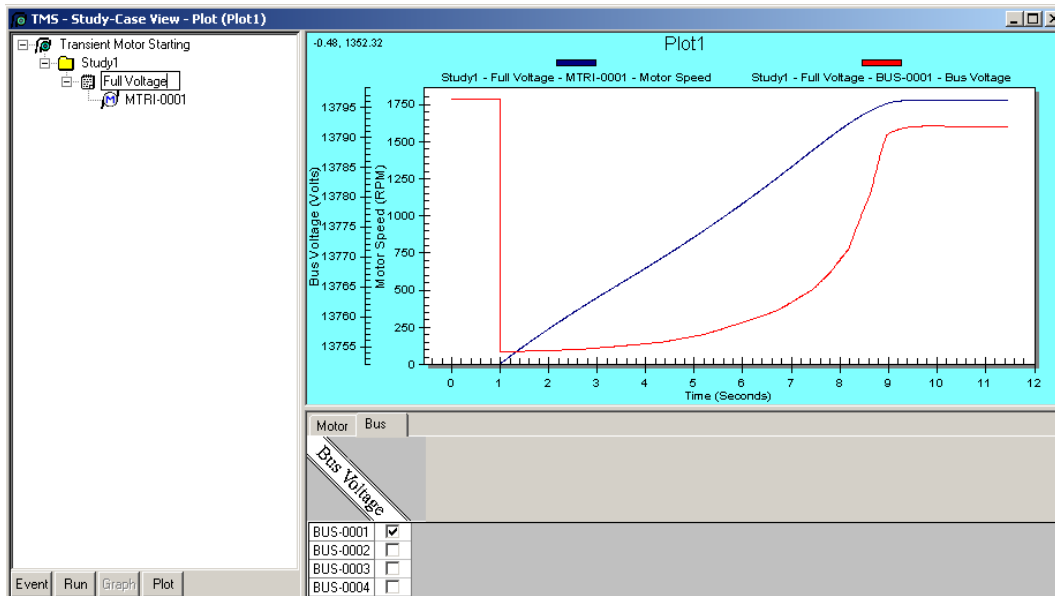 TMS - Study-Case View - Plot (Plot1)
Transient Motor Starting
Study1
Full Voltage
MTRI-0001
-0.48, 1352.32
Plot1
Study1 - Full Voltage - MTRI-0001 - Motor Speed
Study1 - Full Voltage - BUS-0001 - Bus Voltage
Bus Voltage (Volts)
13795
13790
13785
13780
13775
13770
13765
13760
13755
Motor Speed (RPM)
1750
1500
1250
1000
750
500
250
0
0 1 2 3 4 5 6 7 8 9 10 11 12
Time (Seconds)
Motor Bus
Bus Voltage
BUS-0001
BUS-0002
BUS-0003
BUS-0004
Event Run Graph Plot